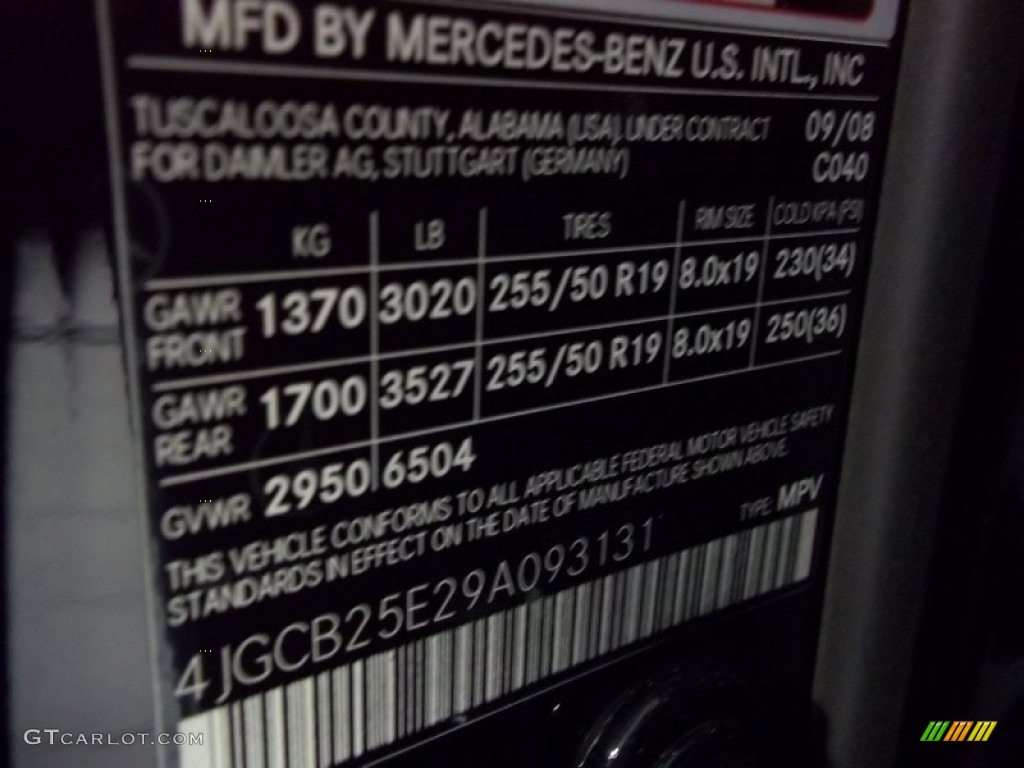 MFD BY MERCEDES-BENZ U.S. INTL., INC
TUSCALOOSA COUNTY, ALABAMA (USA), UNDER CONTRACT 09/08
FOR DAIMLER AG, STUTTGART (GERMANY) C040
KG LB TIRES RIM SIZE COLD KPA (PSI)
GAWR FRONT 1370 3020 255/50 R19 8.0x19 230(34)
GAWR REAR 1700 3527 255/50 R19 8.0x19 250(36)
GVWR 2950 6504
THIS VEHICLE CONFORMS TO ALL APPLICABLE FEDERAL MOTOR VEHICLE SAFETY
STANDARDS IN EFFECT ON THE DATE OF MANUFACTURE SHOWN ABOVE.
4JGCB25E29A093131 TYPE: MPV
GTCARLOT.COM